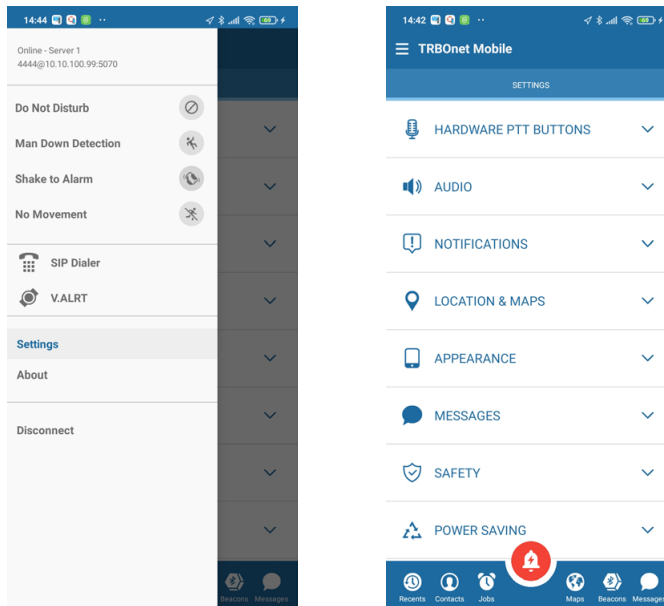 14:44
69
Online - Server 1
4444@10.10.100.99:5070
Do Not Disturb
Man Down Detection
Shake to Alarm
No Movement
SIP Dialer
V.ALRT
Settings
About
Disconnect
Beacons Messages
14:42
69
TRBOnet Mobile
SETTINGS
HARDWARE PTT BUTTONS
AUDIO
NOTIFICATIONS
LOCATION & MAPS
APPEARANCE
MESSAGES
SAFETY
POWER SAVING
Recents Contacts Jobs Maps Beacons Messages